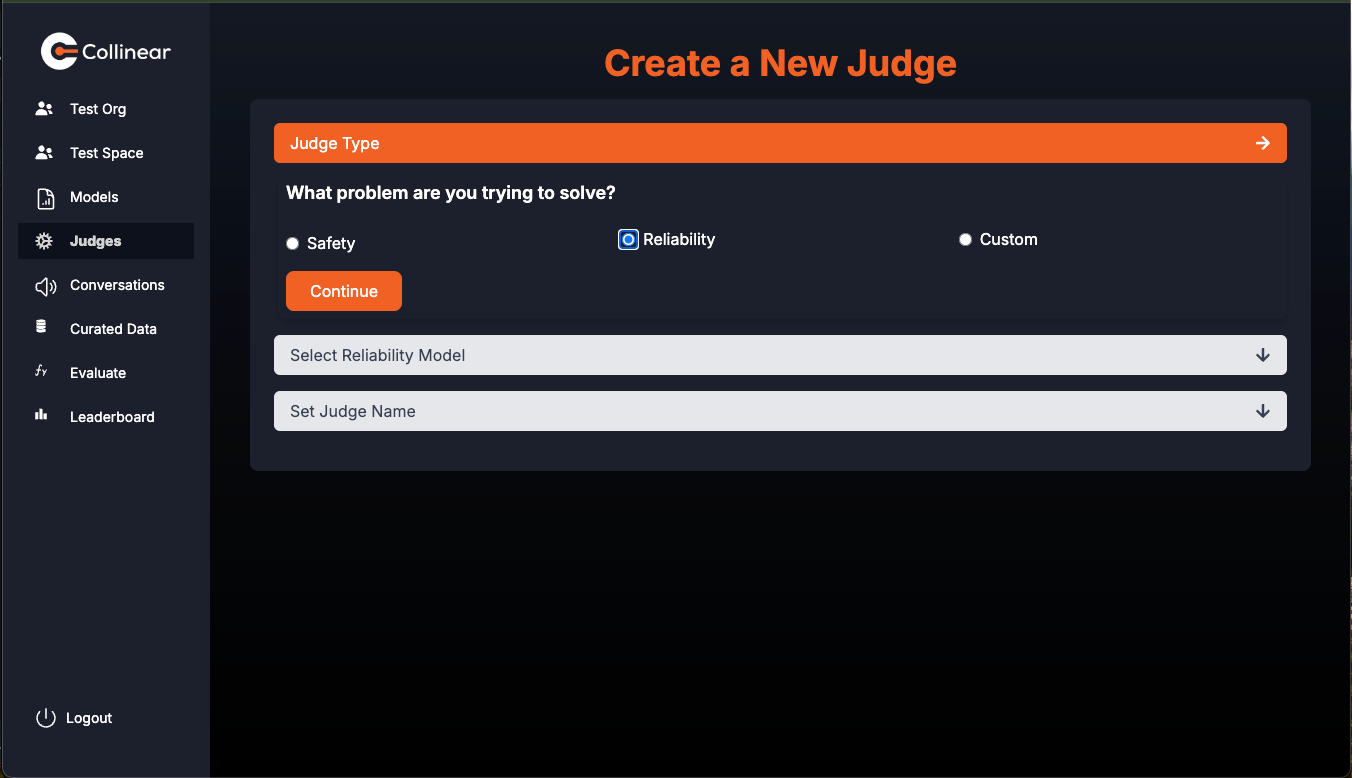 Collinear
Test Org
Test Space
Models
Judges
Conversations
Curated Data
Evaluate
Leaderboard
Logout
Create a New Judge
Judge Type
What problem are you trying to solve?
Safety
Reliability
Custom
Continue
Select Reliability Model
Set Judge Name